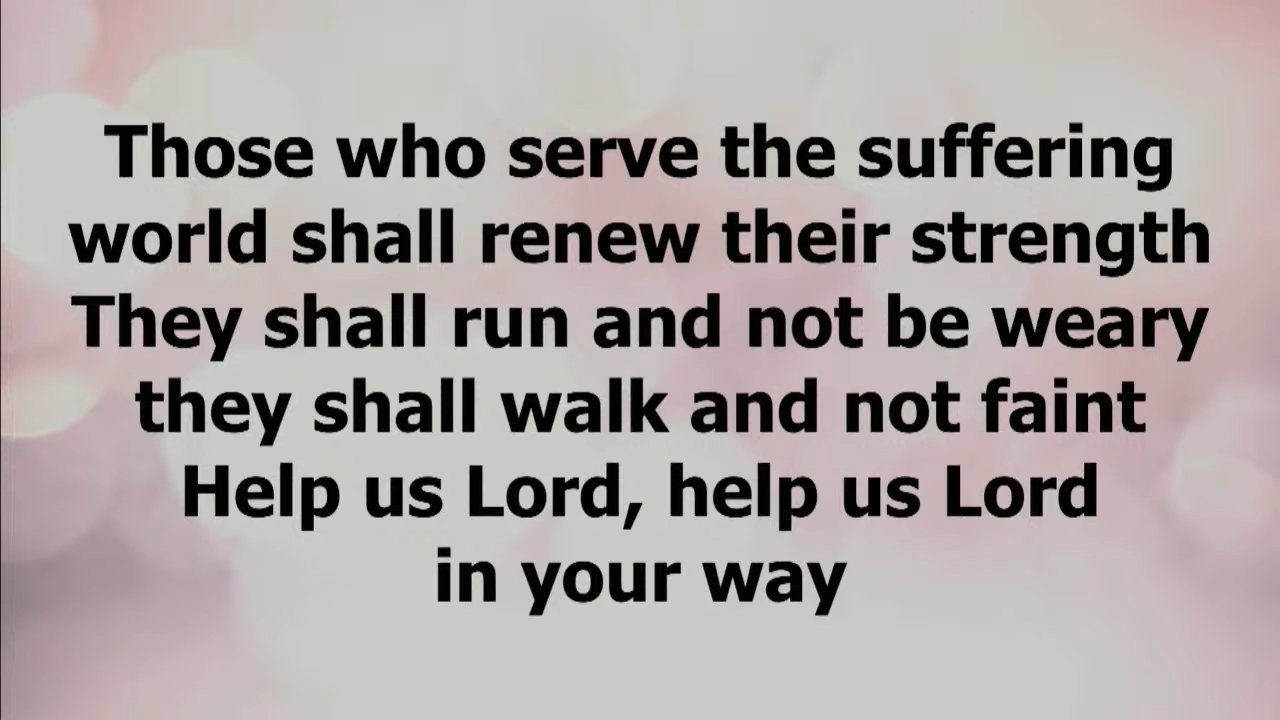 Those who serve the suffering
world shall renew their strength
They shall run and not be weary
they shall walk and not faint
Help us Lord, help us Lord
in your way